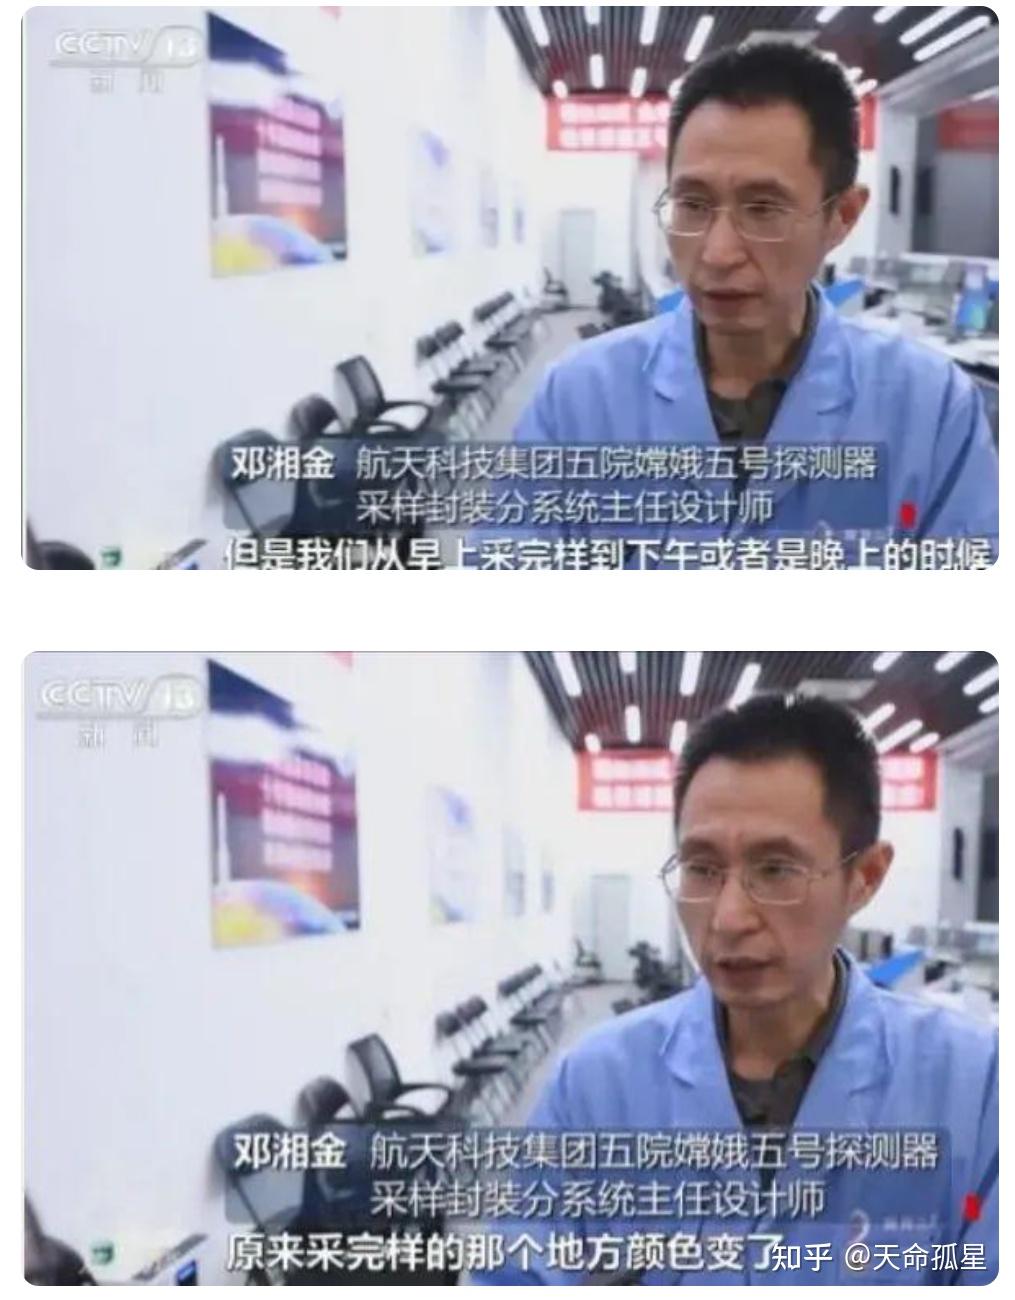 CCTV 13
新闻
邓湘金 航天科技集团五院嫦娥五号探测器
采样封装分系统主任设计师
但是我们从早上采完样到下午或者是晚上的时候
CCTV 13
新闻
邓湘金 航天科技集团五院嫦娥五号探测器
采样封装分系统主任设计师
原来采完样的那个地方颜色变了
知乎 @天命孤星